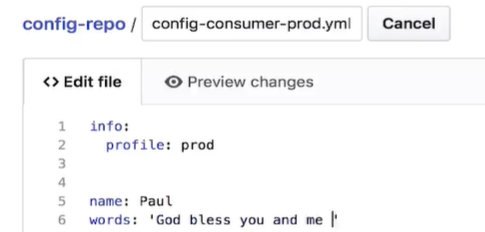 config-repo / config-consumer-prod.yml Cancel
<> Edit file Preview changes
1 info:
2   profile: prod
3
4
5 name: Paul
6 words: 'God bless you and me '